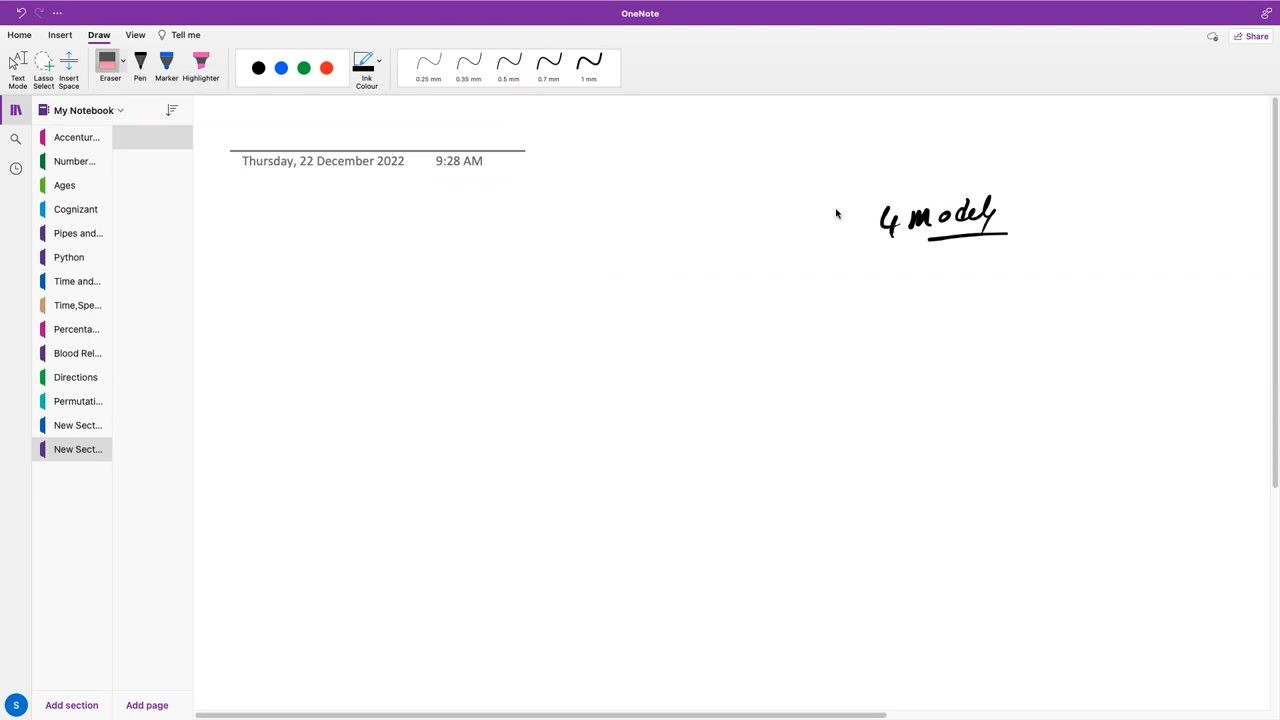 OneNote
Home Insert Draw View Tell me
Share
Text Mode
Lasso Select
Insert Space
Eraser
Pen
Marker
Highlighter
Ink Colour
0.25 mm
0.35 mm
0.5 mm
0.7 mm
1 mm
My Notebook
Accentur...
Number...
Ages
Cognizant
Pipes and...
Python
Time and...
Time,Spe...
Percenta...
Blood Rel...
Directions
Permutati...
New Sect...
New Sect...
Thursday, 22 December 2022 9:28 AM
4 models
S
Add section
Add page